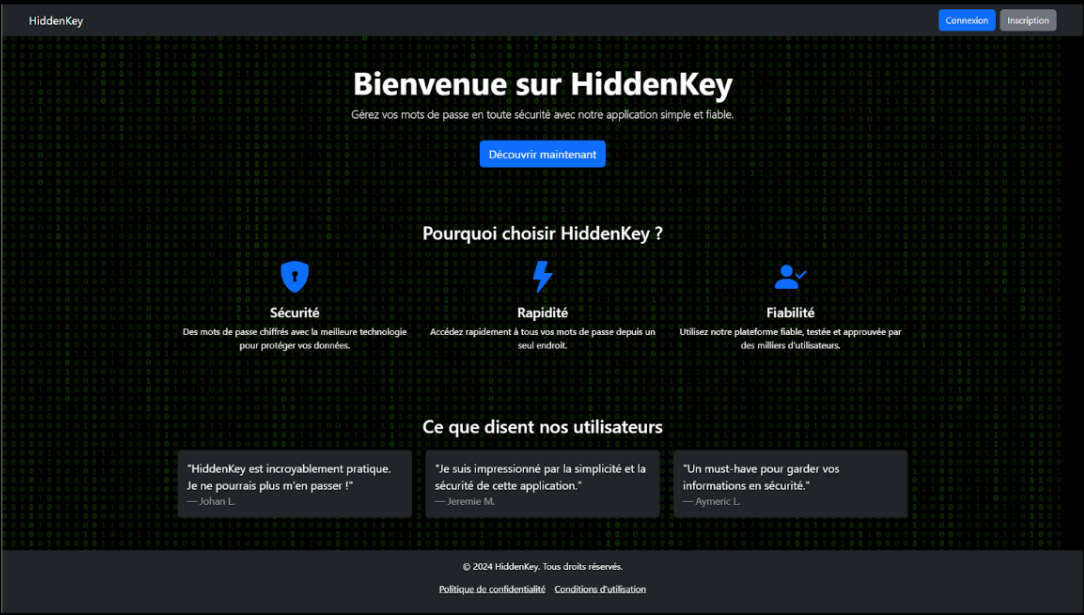 HiddenKey
Connexion
Inscription
Bienvenue sur HiddenKey
Gérez vos mots de passe en toute sécurité avec notre application simple et fiable.
Découvrir maintenant
Pourquoi choisir HiddenKey ?
Sécurité
Des mots de passe chiffrés avec la meilleure technologie
pour protéger vos données.
Rapidité
Accédez rapidement à tous vos mots de passe depuis un
seul endroit.
Fiabilité
Utilisez notre plateforme fiable, testée et approuvée par
des milliers d'utilisateurs.
Ce que disent nos utilisateurs
"HiddenKey est incroyablement pratique.
Je ne pourrais plus m'en passer !"
— Johan L.
"Je suis impressionné par la simplicité et la
sécurité de cette application."
— Jeremie M.
"Un must-have pour garder vos
informations en sécurité."
— Aymeric L.
© 2024 HiddenKey. Tous droits réservés.
Politique de confidentialité Conditions d'utilisation